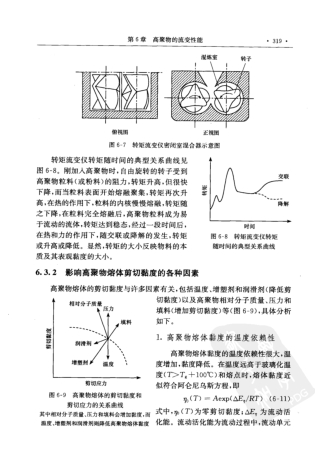 第6章 高聚物的流变性能 · 319 ·
混炼室 转子
俯视图 正视图
图6-7 转矩流变仪密闭室混合器示意图
转矩流变仪转矩随时间的典型关系曲线见
图6-8。刚加入高聚物时,自由旋转的转子受到
高聚物粒料(或粉料)的阻力,转矩升高,但很快
下降,而当粒料表面开始熔融聚集,转矩再次升
高,在热的作用下,粒料的内核慢慢熔融,转矩随
之下降,在粒料完全熔融后,高聚物粒料成为易
于流动的流体,转矩达到稳态,经过一段时间后,
在热和力的作用下,随交联或降解的发生,转矩
或升高或降低。显然,转矩的大小反映物料的本
质及其表观黏度的大小。
转矩
交联
降解
时间
图6-8 转矩流变仪转矩
随时间的典型关系曲线
6.3.2 影响高聚物熔体剪切黏度的各种因素
高聚物熔体的剪切黏度与许多因素有关,包括温度、增塑剂和润滑剂(降低剪
切黏度)以及高聚物相对分子质量、压力和
填料(增加剪切黏度)等(图6-9),具体分析
如下。
剪切黏度
相对分子质量
压力
填料
润滑剂
增塑剂
温度
剪切应力
图6-9 高聚物熔体的剪切黏度和
剪切应力的关系曲线
其中相对分子质量、压力和填料会增加黏度,而
温度、增塑剂和润滑剂则降低高聚物熔体黏度
1. 高聚物熔体黏度的温度依赖性
高聚物熔体黏度的温度依赖性很大,温
度增加,黏度降低。在温度远高于玻璃化温
度(T>Tg+100℃)和熔点时,熔体黏度近
似符合阿仑尼乌斯方程,即
ηt(T) = Aexp(ΔEη/RT) (6-11)
式中,ηt(T)为零剪切黏度;ΔEη为流动活
化能。流动活化能为流动过程中,流动单元